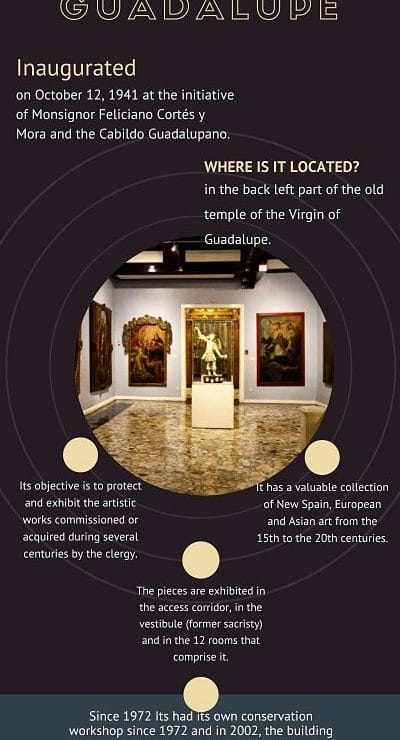 GUADALUPE
Inaugurated
on October 12, 1941 at the initiative
of Monsignor Feliciano Cortés y
Mora and the Cabildo Guadalupano.
WHERE IS IT LOCATED?
in the back left part of the old
temple of the Virgin of
Guadalupe.
Its objective is to protect
and exhibit the artistic
works commissioned or
acquired during several
centuries by the clergy.
It has a valuable collection
of New Spain, European
and Asian art from the
15th to the 20th centuries.
The pieces are exhibited in
the access corridor, in the
vestibule (former sacristy)
and in the 12 rooms that
comprise it.
Since 1972 Its had its own conservation
workshop since 1972 and in 2002, the building